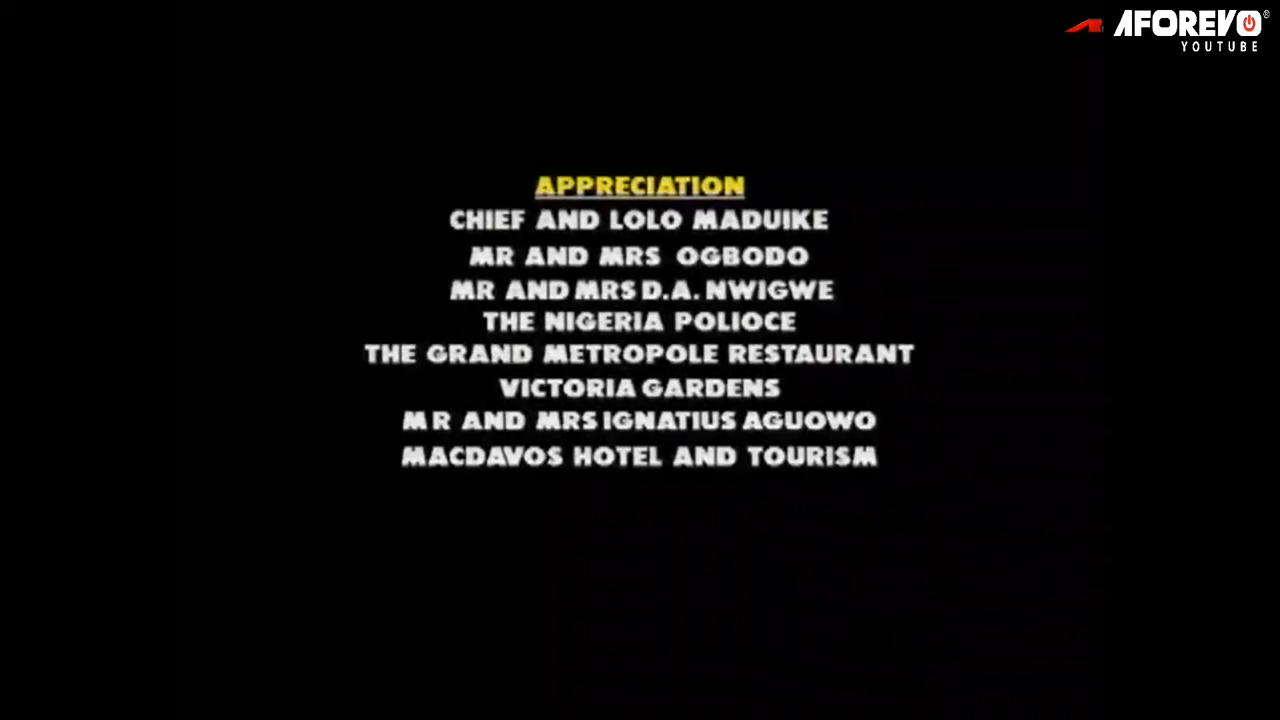 AFOREVO®
YOUTUBE
APPRECIATION
CHIEF AND LOLO MADUIKE
MR AND MRS OGBODO
MR AND MRS D.A. NWIGWE
THE NIGERIA POLIOCE
THE GRAND METROPOLE RESTAURANT
VICTORIA GARDENS
MR AND MRS IGNATIUS AGUOWO
MACDAVOS HOTEL AND TOURISM